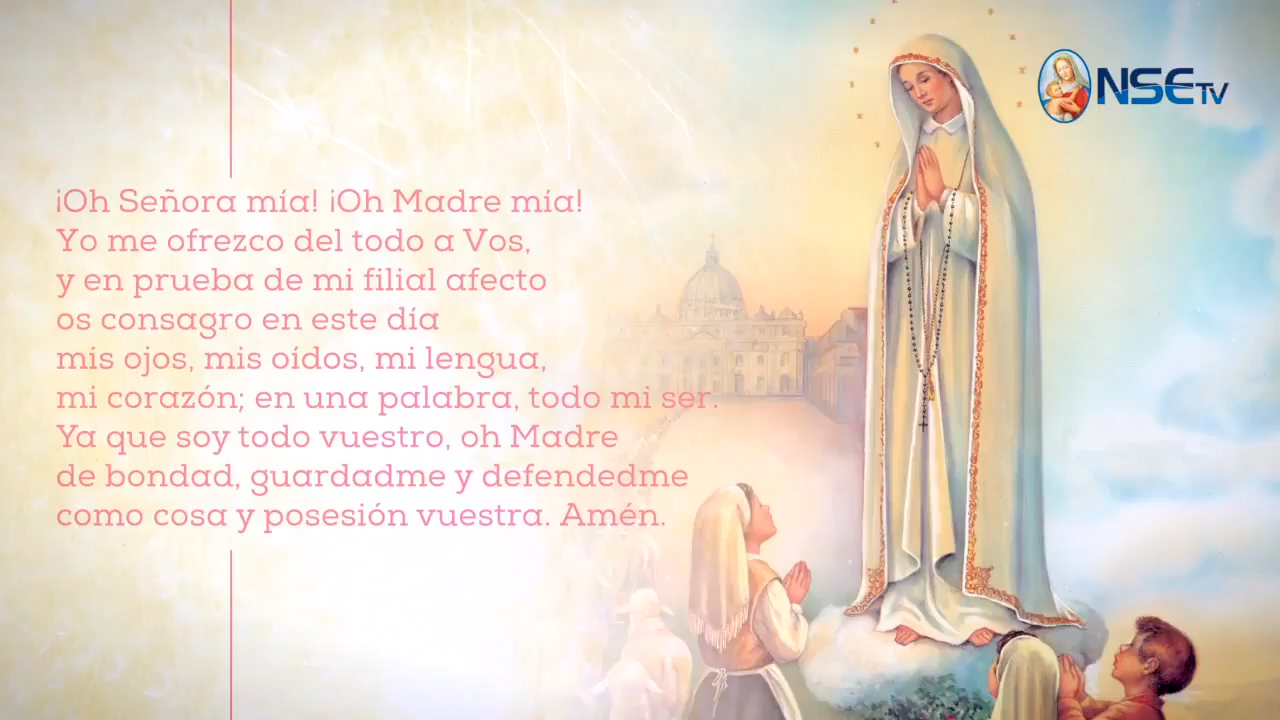 NSETV
¡Oh Señora mía! ¡Oh Madre mía!
Yo me ofrezco del todo a Vos,
y en prueba de mi filial afecto
os consagro en este día
mis ojos, mis oídos, mi lengua,
mi corazón; en una palabra, todo mi ser.
Ya que soy todo vuestro, oh Madre
de bondad, guardadme y defendedme
como cosa y posesión vuestra. Amén.